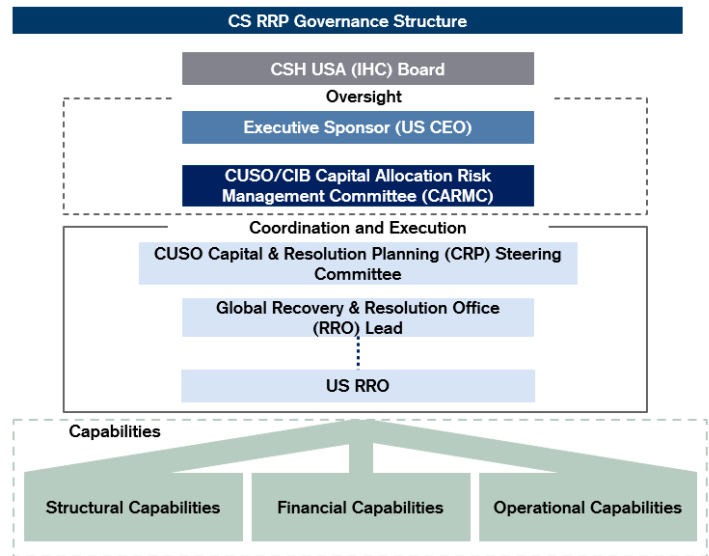 CS RRP Governance Structure
CSH USA (IHC) Board
Oversight
Executive Sponsor (US CEO)
CUSO/CIB Capital Allocation Risk
Management Committee (CARMC)
Coordination and Execution
CUSO Capital & Resolution Planning (CRP) Steering
Committee
Global Recovery & Resolution Office
(RRO) Lead
US RRO
Capabilities
Structural Capabilities
Financial Capabilities
Operational Capabilities